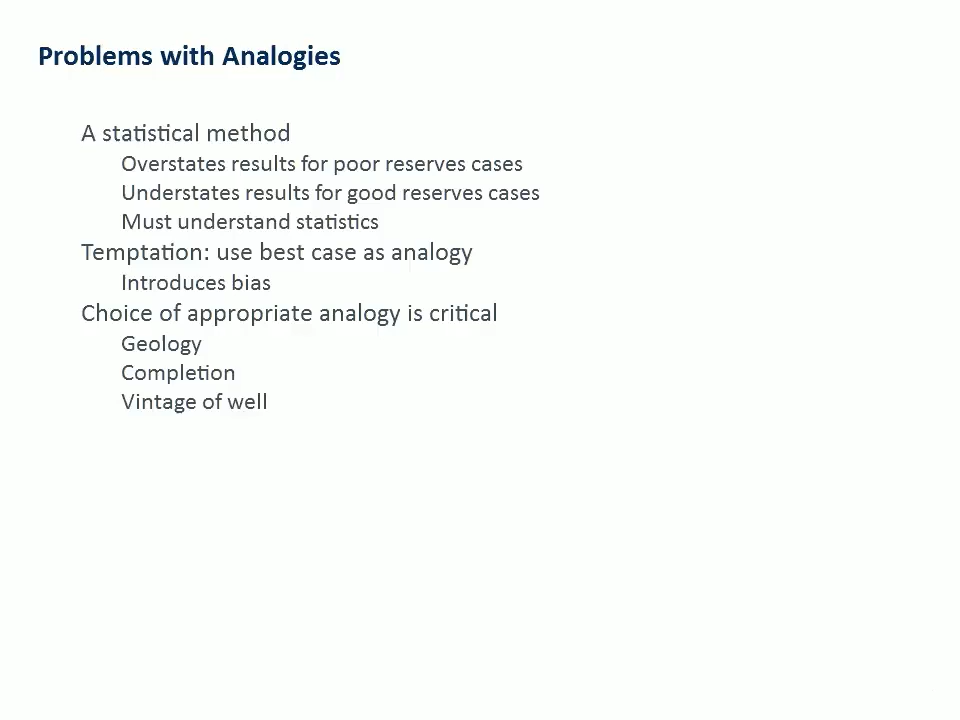 Problems with Analogies
A statistical method
Overstates results for poor reserves cases
Understates results for good reserves cases
Must understand statistics
Temptation: use best case as analogy
Introduces bias
Choice of appropriate analogy is critical
Geology
Completion
Vintage of well